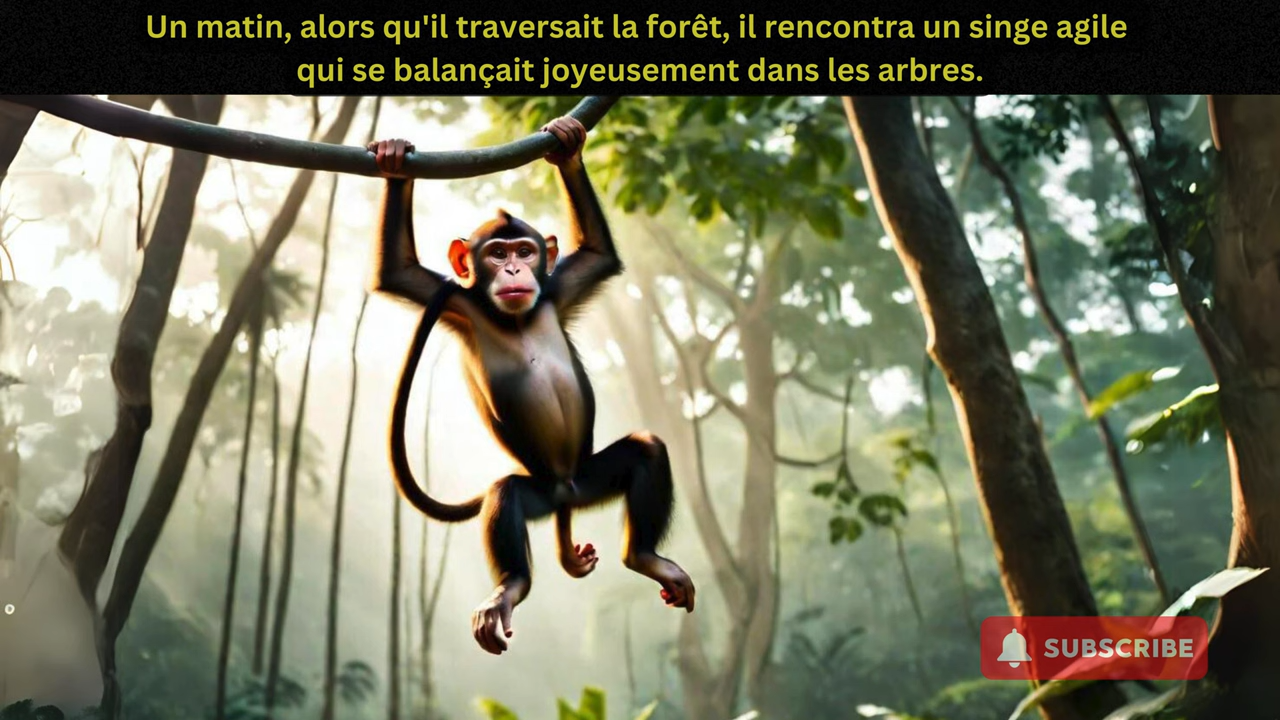 Un matin, alors qu'il traversait la forêt, il rencontra un singe agile
qui se balançait joyeusement dans les arbres.
SUBSCRIBE